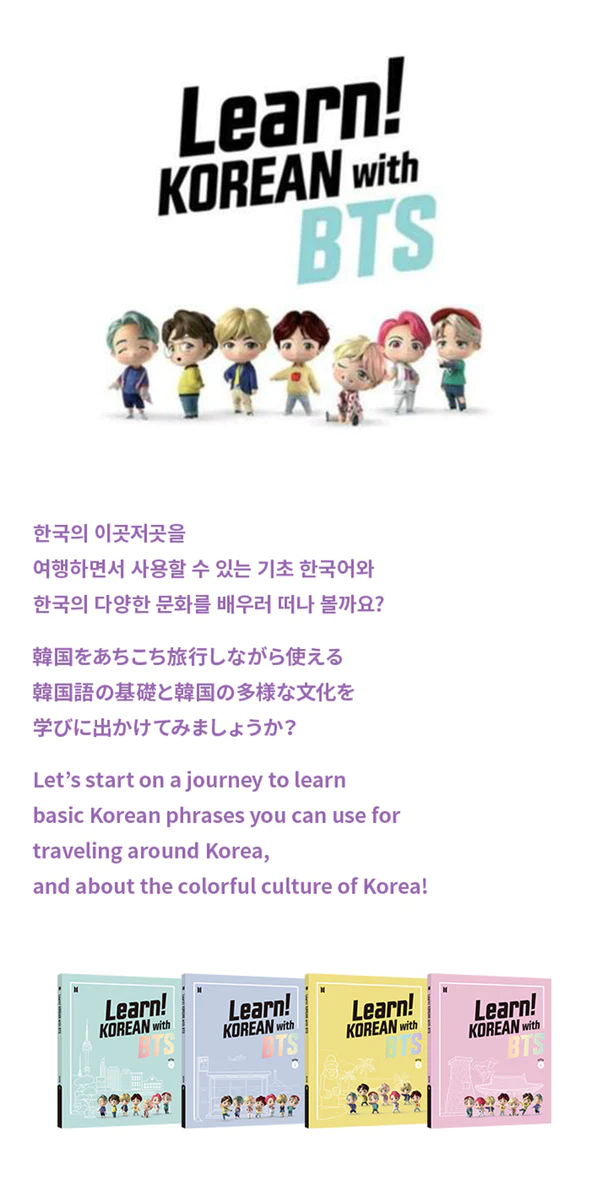 Learn!
KOREAN with
BTS
한국의 이곳저곳을
여행하면서 사용할 수 있는 기초 한국어와
한국의 다양한 문화를 배우러 떠나 볼까요?
韓国をあちこち旅行しながら使える
韓国語の基礎と韓国の多様な文化を
学びに出かけてみましょうか?
Let’s start on a journey to learn
basic Korean phrases you can use for
traveling around Korea,
and about the colorful culture of Korea!
Learn!
KOREAN with
BTS
Learn!
KOREAN with
BTS
Learn!
KOREAN with
BTS
Learn!
KOREAN with
BTS